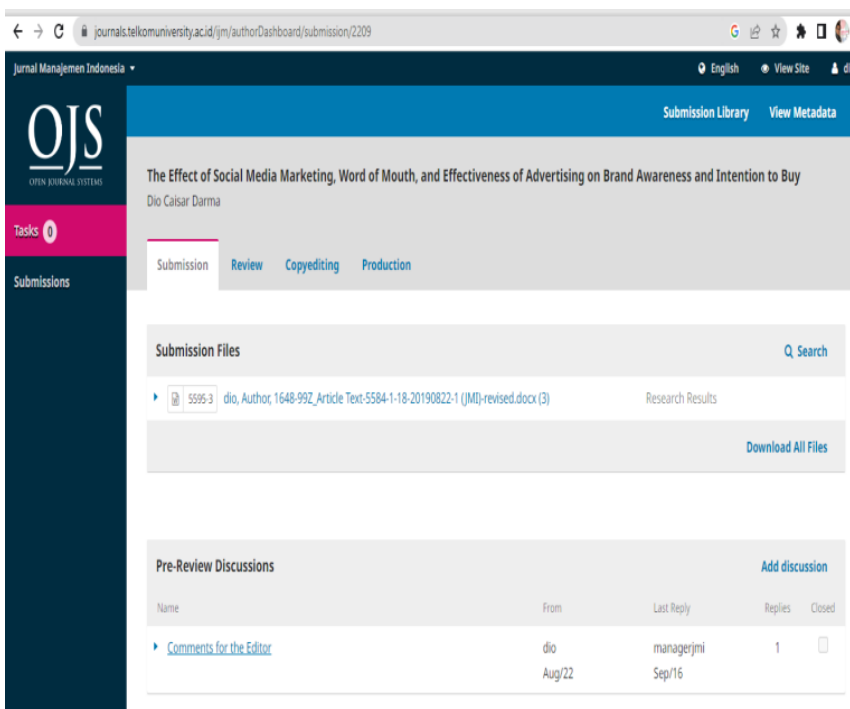 journals.telkomuniversity.ac.id/ijm/authorDashboard/submission/2209
Jurnal Manajemen Indonesia
English
View Site
Submission Library
View Metadata
OJS
OPEN JOURNAL SYSTEMS
The Effect of Social Media Marketing, Word of Mouth, and Effectiveness of Advertising on Brand Awareness and Intention to Buy
Dio Caisar Darma
Tasks 0
Submission Review Copyediting Production
Submissions
Submission Files
Search
5595-3 dio, Author, 1648-99Z_Article Text-5584-1-18-20190822-1 (JMI)-revised.docx (3) Research Results
Download All Files
Pre-Review Discussions
Add discussion
Name From Last Reply Replies Closed
Comments for the Editor dio managerjmi 1
Aug/22 Sep/16